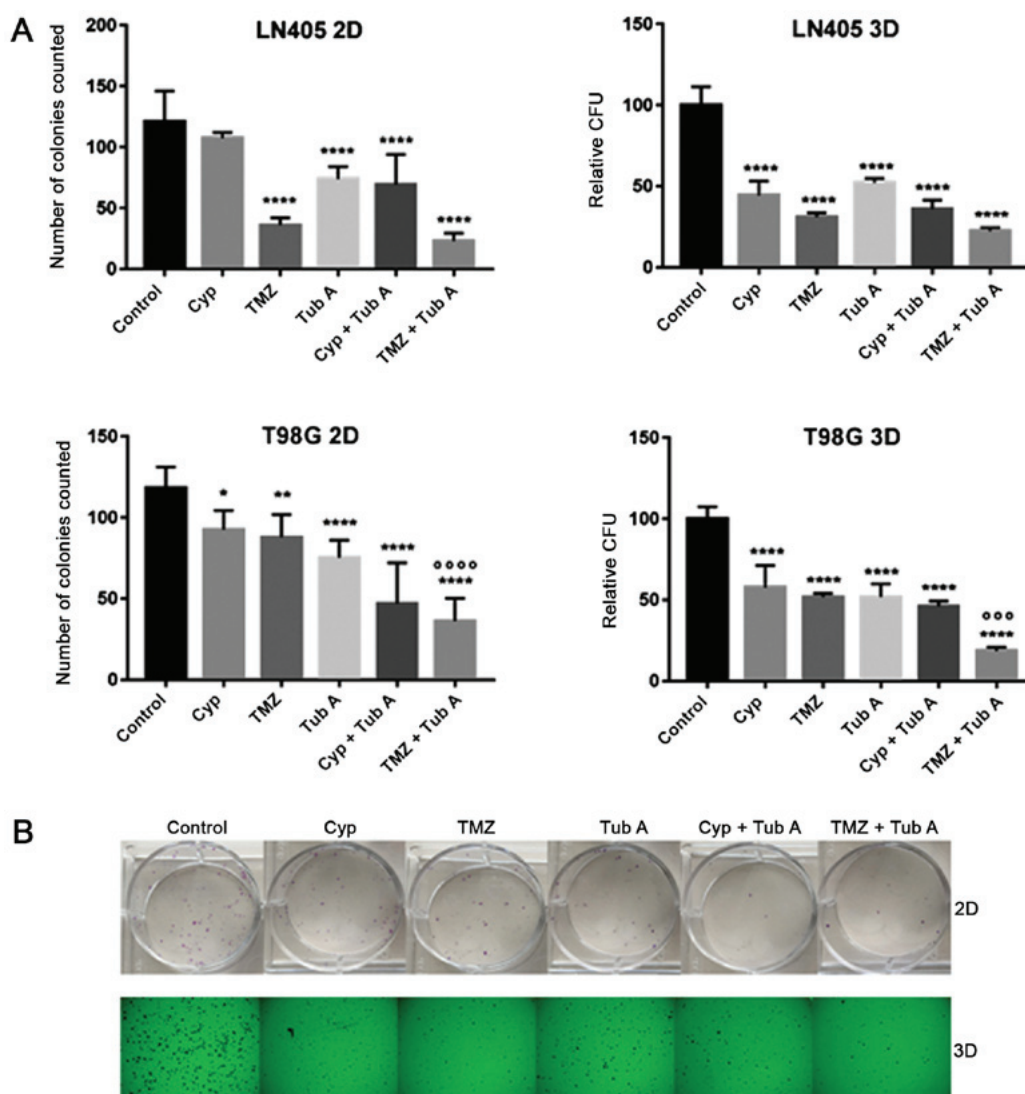 A
LN405 2D
Number of colonies counted
200
150
100
50
0
****
****
****
****
Control
Cyp
TMZ
Tub A
Cyp + Tub A
TMZ + Tub A
LN405 3D
Relative CFU
150
100
50
0
****
****
****
****
****
Control
Cyp
TMZ
Tub A
Cyp + Tub A
TMZ + Tub A
T98G 2D
Number of colonies counted
150
100
50
0
*
**
****
****
°°°°
****
Control
Cyp
TMZ
Tub A
Cyp + Tub A
TMZ + Tub A
T98G 3D
Relative CFU
150
100
50
0
****
****
****
****
°°°
****
Control
Cyp
TMZ
Tub A
Cyp + Tub A
TMZ + Tub A
B
Control Cyp TMZ Tub A Cyp + Tub A TMZ + Tub A
2D
3D